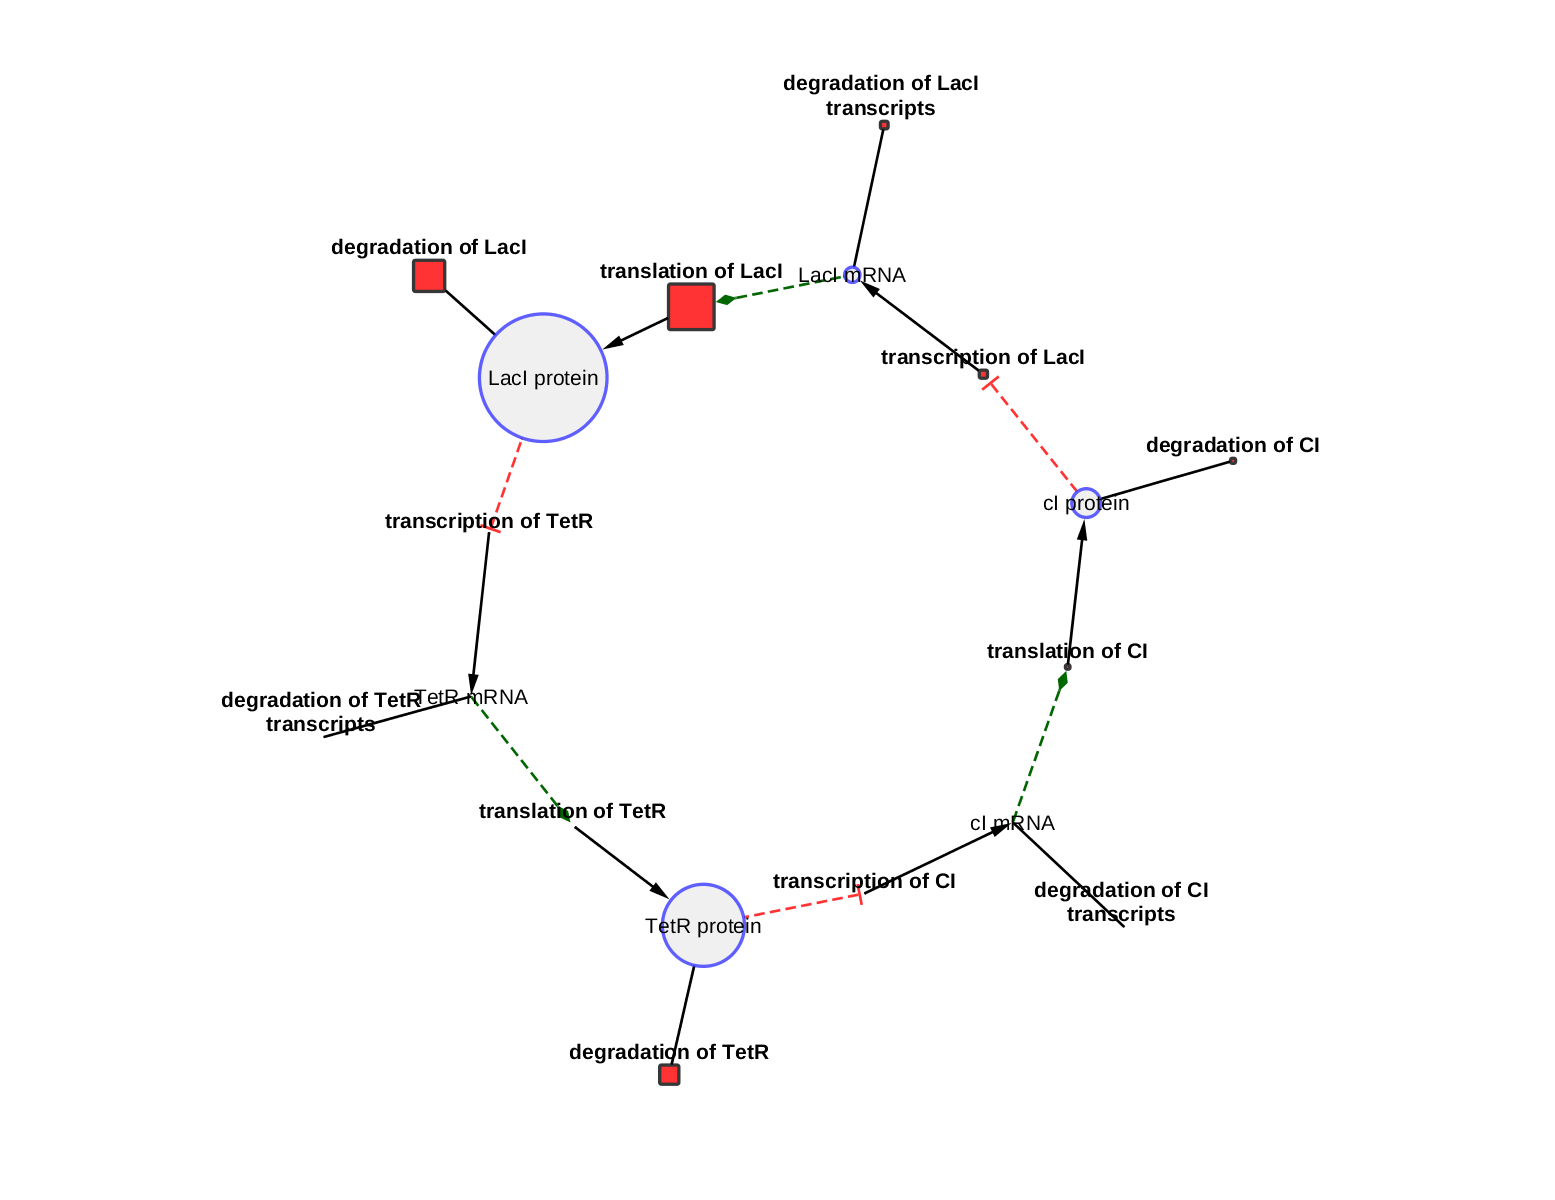 degradation of LacI
transcripts
degradation of LacI
translation of LacI
LacI mRNA
transcription of LacI
LacI protein
degradation of CI
cI protein
transcription of TetR
translation of CI
degradation of TetR
transcripts
TetR mRNA
translation of TetR
cI mRNA
transcription of CI
degradation of CI
transcripts
TetR protein
degradation of TetR